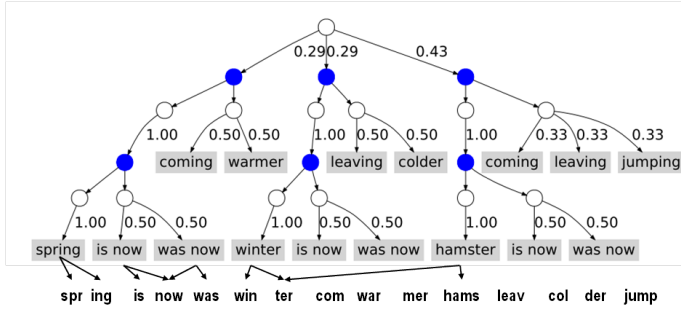 0.29 0.29 0.43
1.00 0.50 0.50 1.00 0.50 0.50 1.00 0.33 0.33 0.33
coming warmer leaving colder coming leaving jumping
1.00 0.50 0.50 1.00 0.50 0.50 1.00 0.50 0.50
spring is now was now winter is now was now hamster is now was now
spr ing is now was win ter com war mer hams leav col der jump